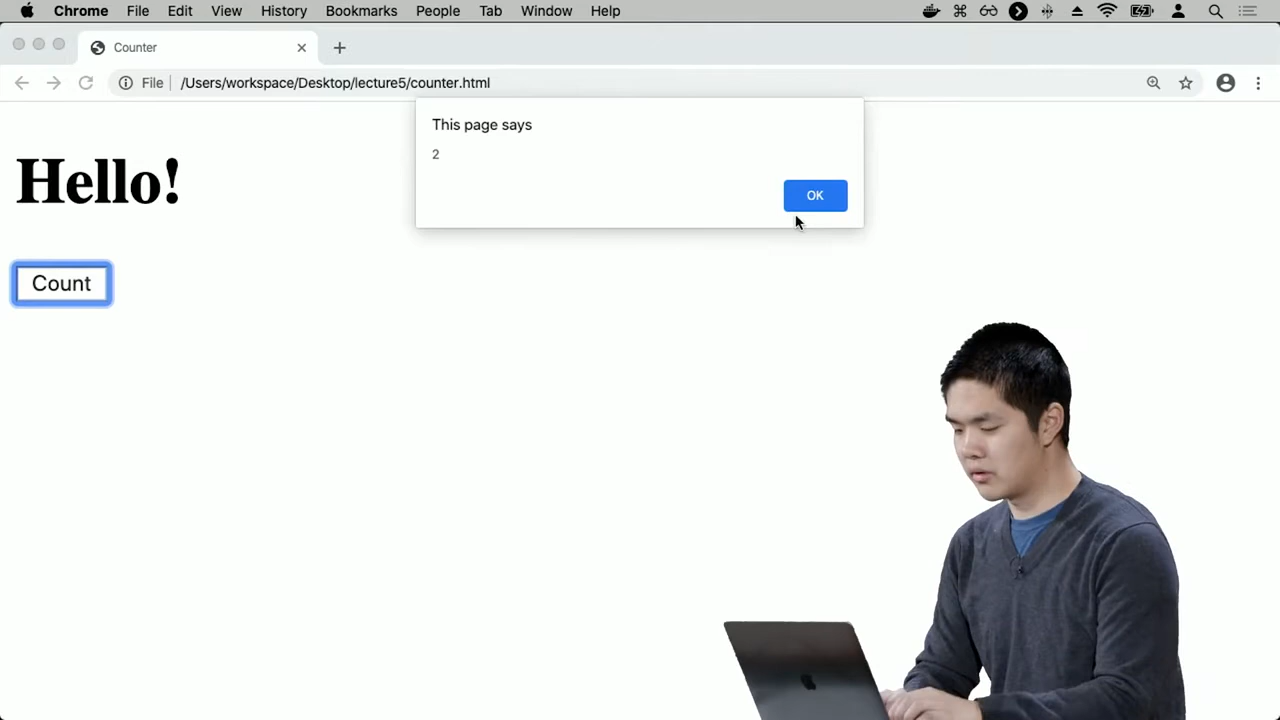 Chrome File Edit View History Bookmarks People Tab Window Help
Counter
File /Users/workspace/Desktop/lecture5/counter.html
This page says
2
OK
Hello!
Count